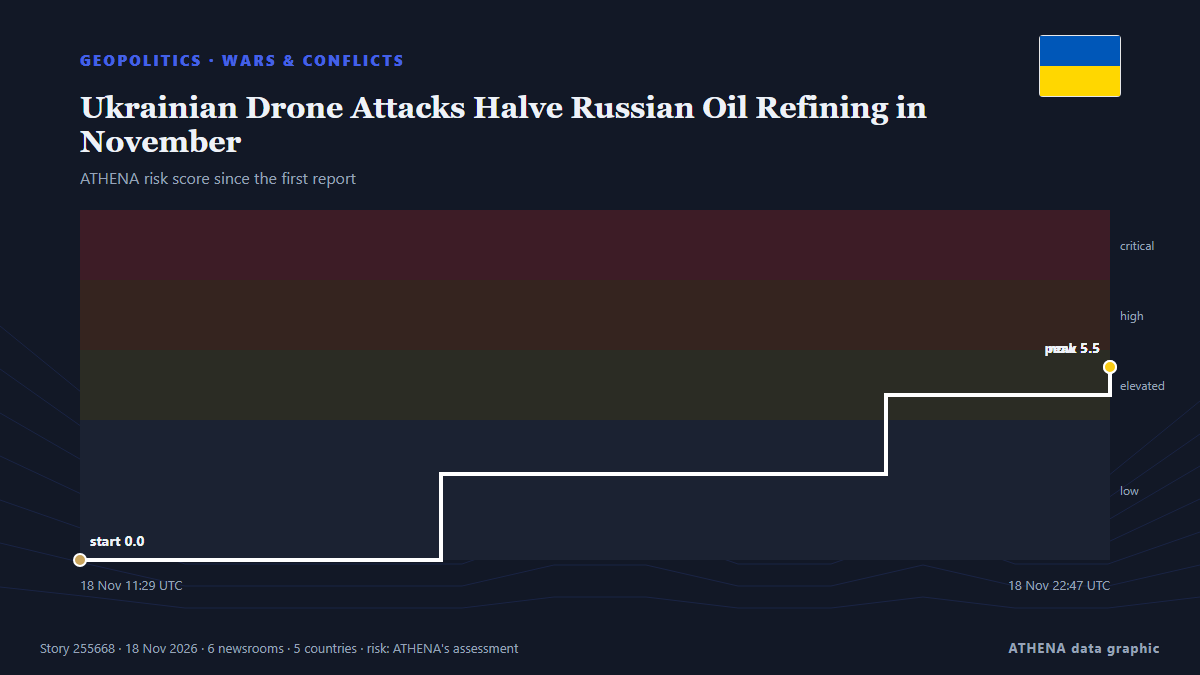 GEOPOLITICS · WARS & CONFLICTS
Ukrainian Drone Attacks Halve Russian Oil Refining in
November
ATHENA risk score since the first report
critical
high
peak 5.5
elevated
low
start 0.0
18 Nov 11:29 UTC
18 Nov 22:47 UTC
Story 255668 · 18 Nov 2026 · 6 newsrooms · 5 countries · risk: ATHENA's assessment
ATHENA data graphic